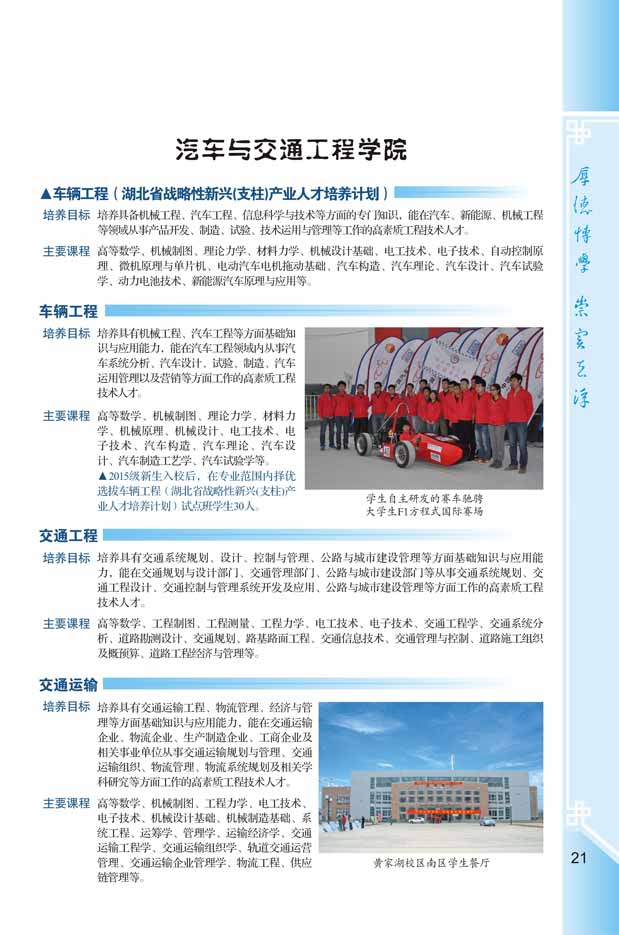 汽车与交通工程学院
▲车辆工程（湖北省战略性新兴(支柱)产业人才培养计划）
培养目标 培养具备机械工程、汽车工程、信息科学与技术等方面的专门知识，能在汽车、新能源、机械工程
等领域从事产品开发、制造、试验、技术运用与管理等工作的高素质工程技术人才。
主要课程 高等数学、机械制图、理论力学、材料力学、机械设计基础、电工技术、电子技术、自动控制原
理、微机原理与单片机、电动汽车电机拖动基础、汽车构造、汽车理论、汽车设计、汽车试验
学、动力电池技术、新能源汽车原理与应用等。
车辆工程
培养目标 培养具有机械工程、汽车工程等方面基础知
识与应用能力，能在汽车工程领域内从事汽
车系统分析、汽车设计、试验、制造、汽车
运用管理以及营销等方面工作的高素质工程
技术人才。
主要课程 高等数学、机械制图、理论力学、材料力
学、机械原理、机械设计、电工技术、电
子技术、汽车构造、汽车理论、汽车设
计、汽车制造工艺学、汽车试验学等。
▲2015级新生入校后，在专业范围内择优
选拔车辆工程（湖北省战略性新兴(支柱)产
业人才培养计划）试点班学生30人。
学生自主研发的赛车驰骋
大学生F1方程式国际赛场
交通工程
培养目标 培养具有交通系统规划、设计、控制与管理、公路与城市建设管理等方面基础知识与应用能
力，能在交通规划与设计部门、交通管理部门、公路与城市建设部门等从事交通系统规划、交
通工程设计、交通控制与管理系统开发及应用、公路与城市建设管理等方面工作的高素质工程
技术人才。
主要课程 高等数学、工程制图、工程测量、工程力学、电工技术、电子技术、交通工程学、交通系统分
析、道路勘测设计、交通规划、路基路面工程、交通信息技术、交通管理与控制、道路施工组织
及概预算、道路工程经济与管理等。
交通运输
培养目标 培养具有交通运输工程、物流管理、经济与管
理等方面基础知识与应用能力，能在交通运输
企业、物流企业、生产制造企业、工商企业及
相关事业单位从事交通运输规划与管理、交通
运输组织、物流管理、物流系统规划及相关学
科研究等方面工作的高素质工程技术人才。
主要课程 高等数学、机械制图、工程力学、电工技术、
电子技术、机械设计基础、机械制造基础、系
统工程、运筹学、管理学、运输经济学、交通
运输工程学、交通运输组织学、轨道交通运营
管理、交通运输企业管理学、物流工程、供应
链管理等。
黄家湖校区南区学生餐厅
厚德博学 崇实去浮
21